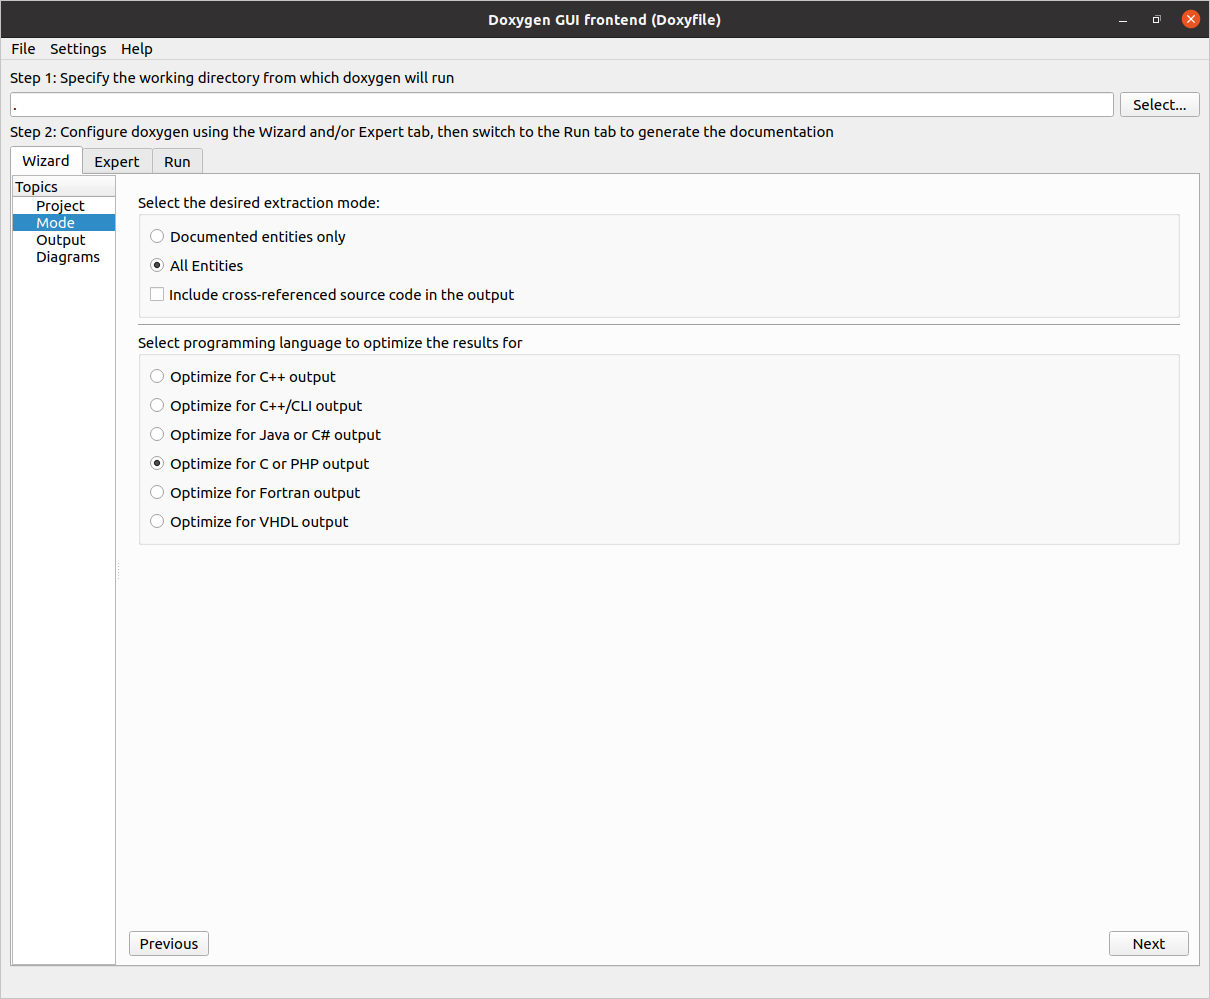 Doxygen GUI frontend (Doxyfile)
File Settings Help
Step 1: Specify the working directory from which doxygen will run
.
Select...
Step 2: Configure doxygen using the Wizard and/or Expert tab, then switch to the Run tab to generate the documentation
Wizard Expert Run
Topics
Project
Mode
Output
Diagrams
Select the desired extraction mode:
Documented entities only
All Entities
Include cross-referenced source code in the output
Select programming language to optimize the results for
Optimize for C++ output
Optimize for C++/CLI output
Optimize for Java or C# output
Optimize for C or PHP output
Optimize for Fortran output
Optimize for VHDL output
Previous
Next